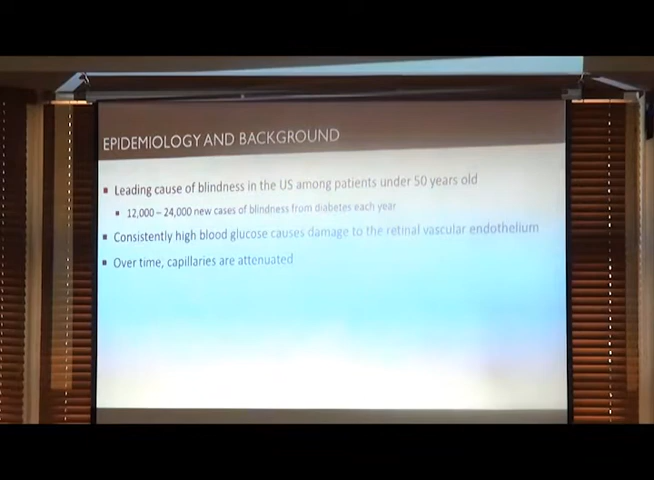 EPIDEMIOLOGY AND BACKGROUND
▪ Leading cause of blindness in the US among patients under 50 years old
▪ 12,000 – 24,000 new cases of blindness from diabetes each year
▪ Consistently high blood glucose causes damage to the retinal vascular endothelium
▪ Over time, capillaries are attenuated